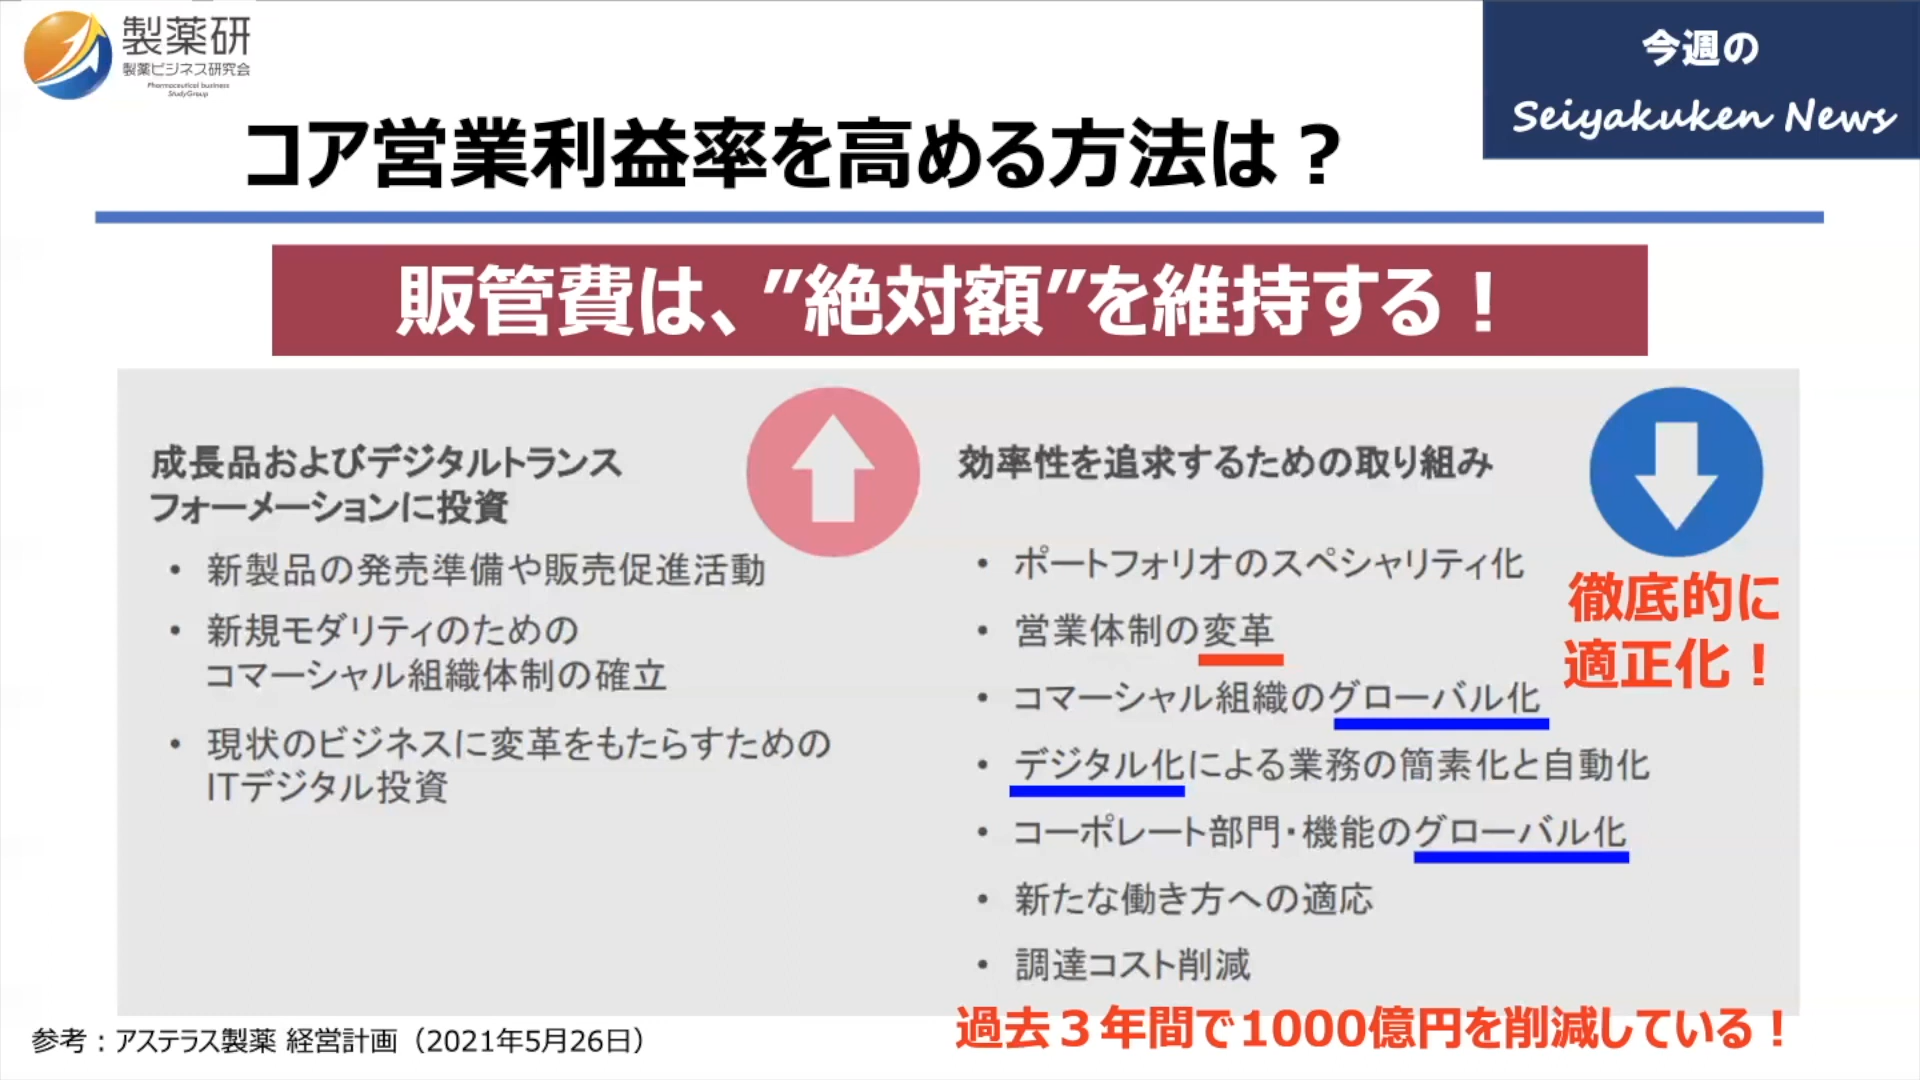 製薬研
製薬ビジネス研究会
Pharmaceutical business
StudyGroup
今週の
Seiyakuken News
コア営業利益率を高める方法は？
販管費は、”絶対額”を維持する！
成長品およびデジタルトランス
フォーメーションに投資
• 新製品の発売準備や販売促進活動
• 新規モダリティのための
コマーシャル組織体制の確立
• 現状のビジネスに変革をもたらすための
ITデジタル投資
効率性を追求するための取り組み
• ポートフォリオのスペシャリティ化
• 営業体制の変革
• コマーシャル組織のグローバル化
• デジタル化による業務の簡素化と自動化
• コーポレート部門・機能のグローバル化
• 新たな働き方への適応
• 調達コスト削減
徹底的に
適正化！
過去３年間で1000億円を削減している！
参考：アステラス製薬 経営計画（2021年5月26日）